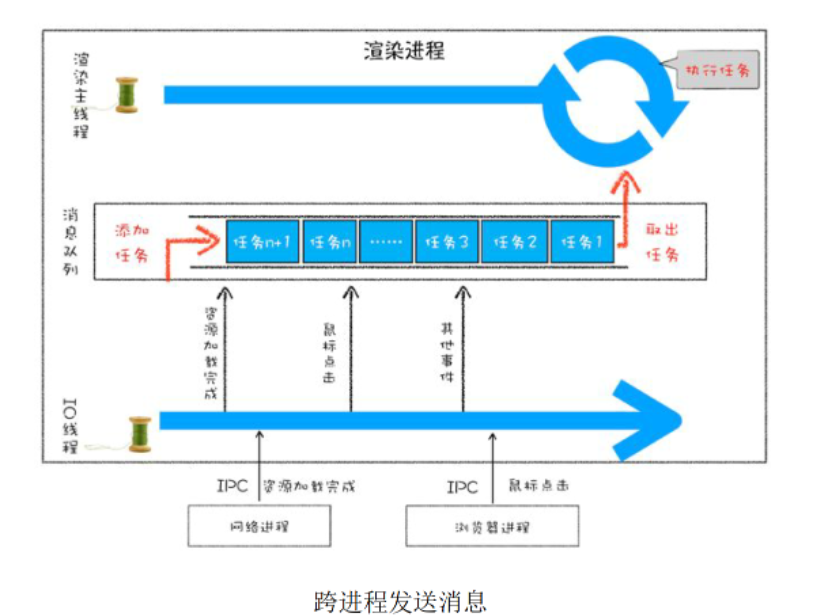 渲染进程
渲染主线程
执行任务
消息队列
添加
任务
任务n+1
任务n
……
任务3
任务2
任务1
取出
任务
资源加载完成
鼠标点击
其他事件
IO线程
IPC 资源加载完成
IPC 鼠标点击
网络进程
浏览器进程
跨进程发送消息